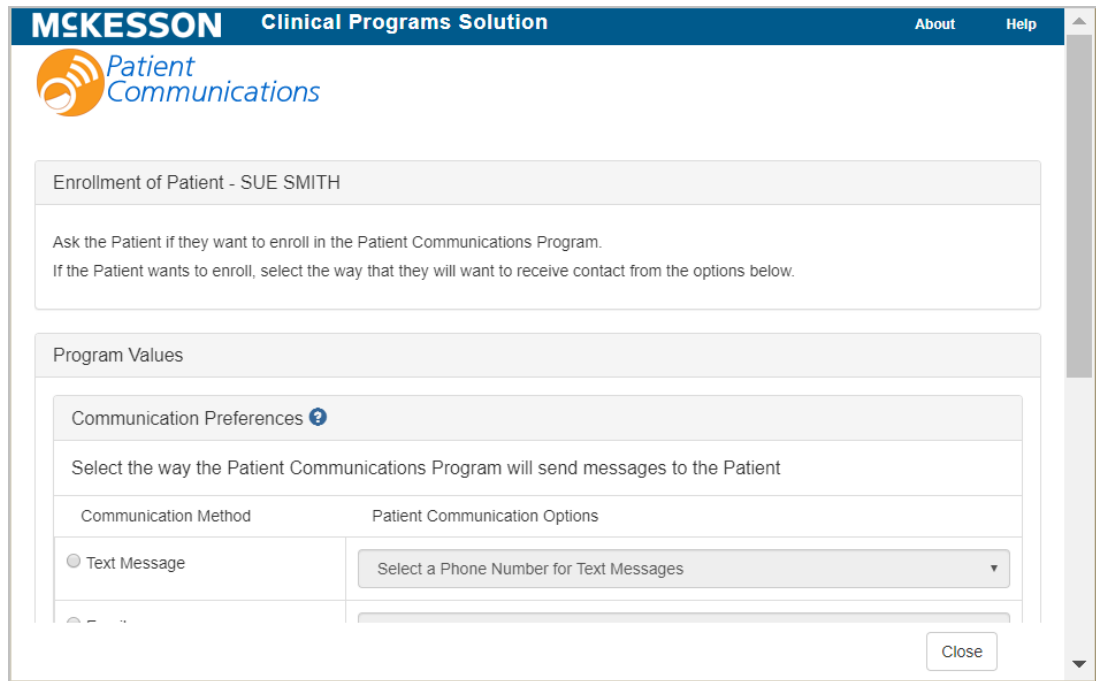 MCKESSON Clinical Programs Solution About Help
Patient
Communications
Enrollment of Patient - SUE SMITH
Ask the Patient if they want to enroll in the Patient Communications Program.
If the Patient wants to enroll, select the way that they will want to receive contact from the options below.
Program Values
Communication Preferences ?
Select the way the Patient Communications Program will send messages to the Patient
Communication Method Patient Communication Options
Text Message Select a Phone Number for Text Messages
Close